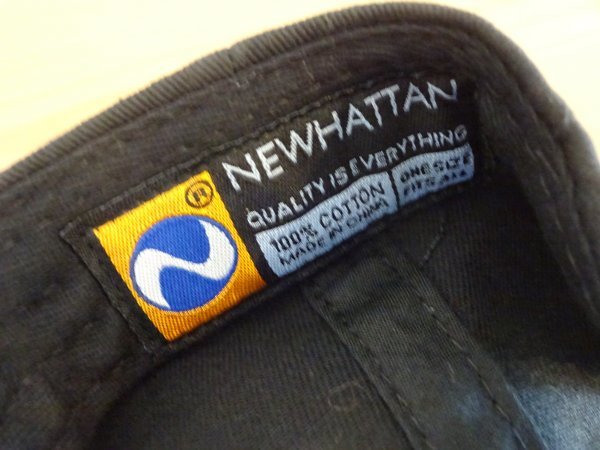 ®
NEWHATTAN
QUALITY IS EVERYTHING
100% COTTON
MADE IN CHINA
ONE SIZE
FITS ALL